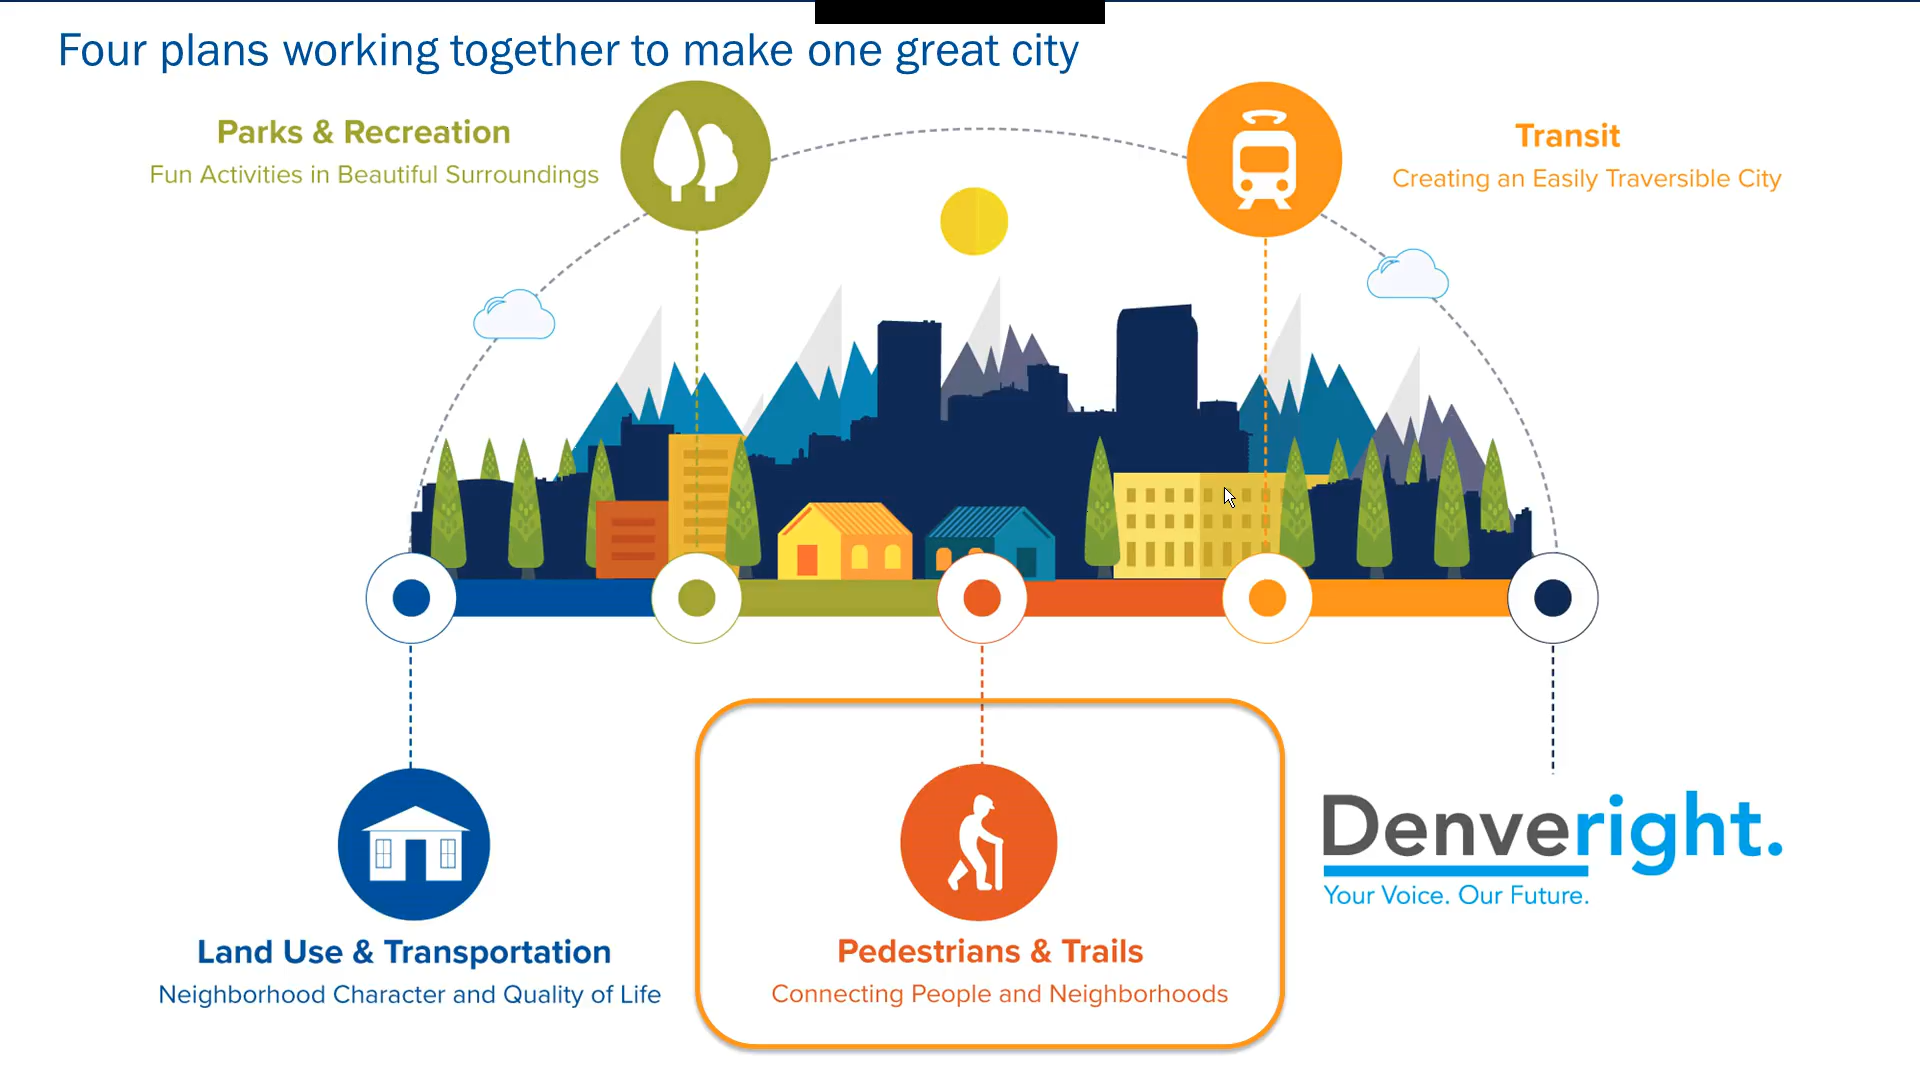 Four plans working together to make one great city
Parks & Recreation
Fun Activities in Beautiful Surroundings
Transit
Creating an Easily Traversible City
Land Use & Transportation
Neighborhood Character and Quality of Life
Pedestrians & Trails
Connecting People and Neighborhoods
Denveright.
Your Voice. Our Future.